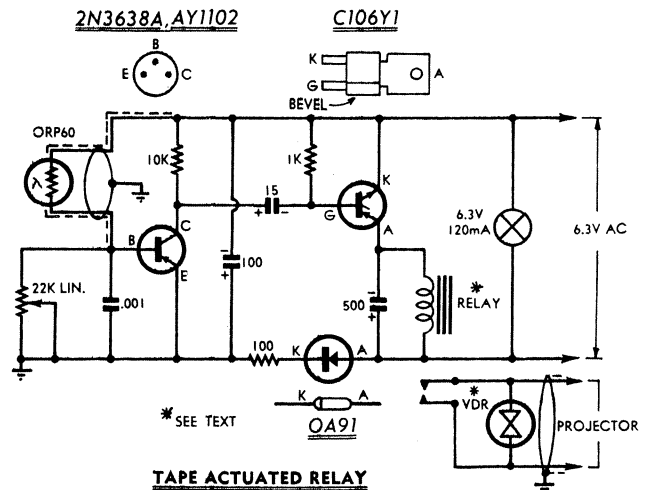 2N3638A, AY1102
C106Y1
B
E
C
K
G
A
BEVEL
ORP60
λ
10K
1K
15
+
-
K
G
A
6.3V
120mA
6.3V AC
B
C
E
22K LIN.
.001
-
+
100
-
500
+
*
RELAY
100
K
A
K
A
OA91
* SEE TEXT
*
VDR
PROJECTOR
TAPE ACTUATED RELAY